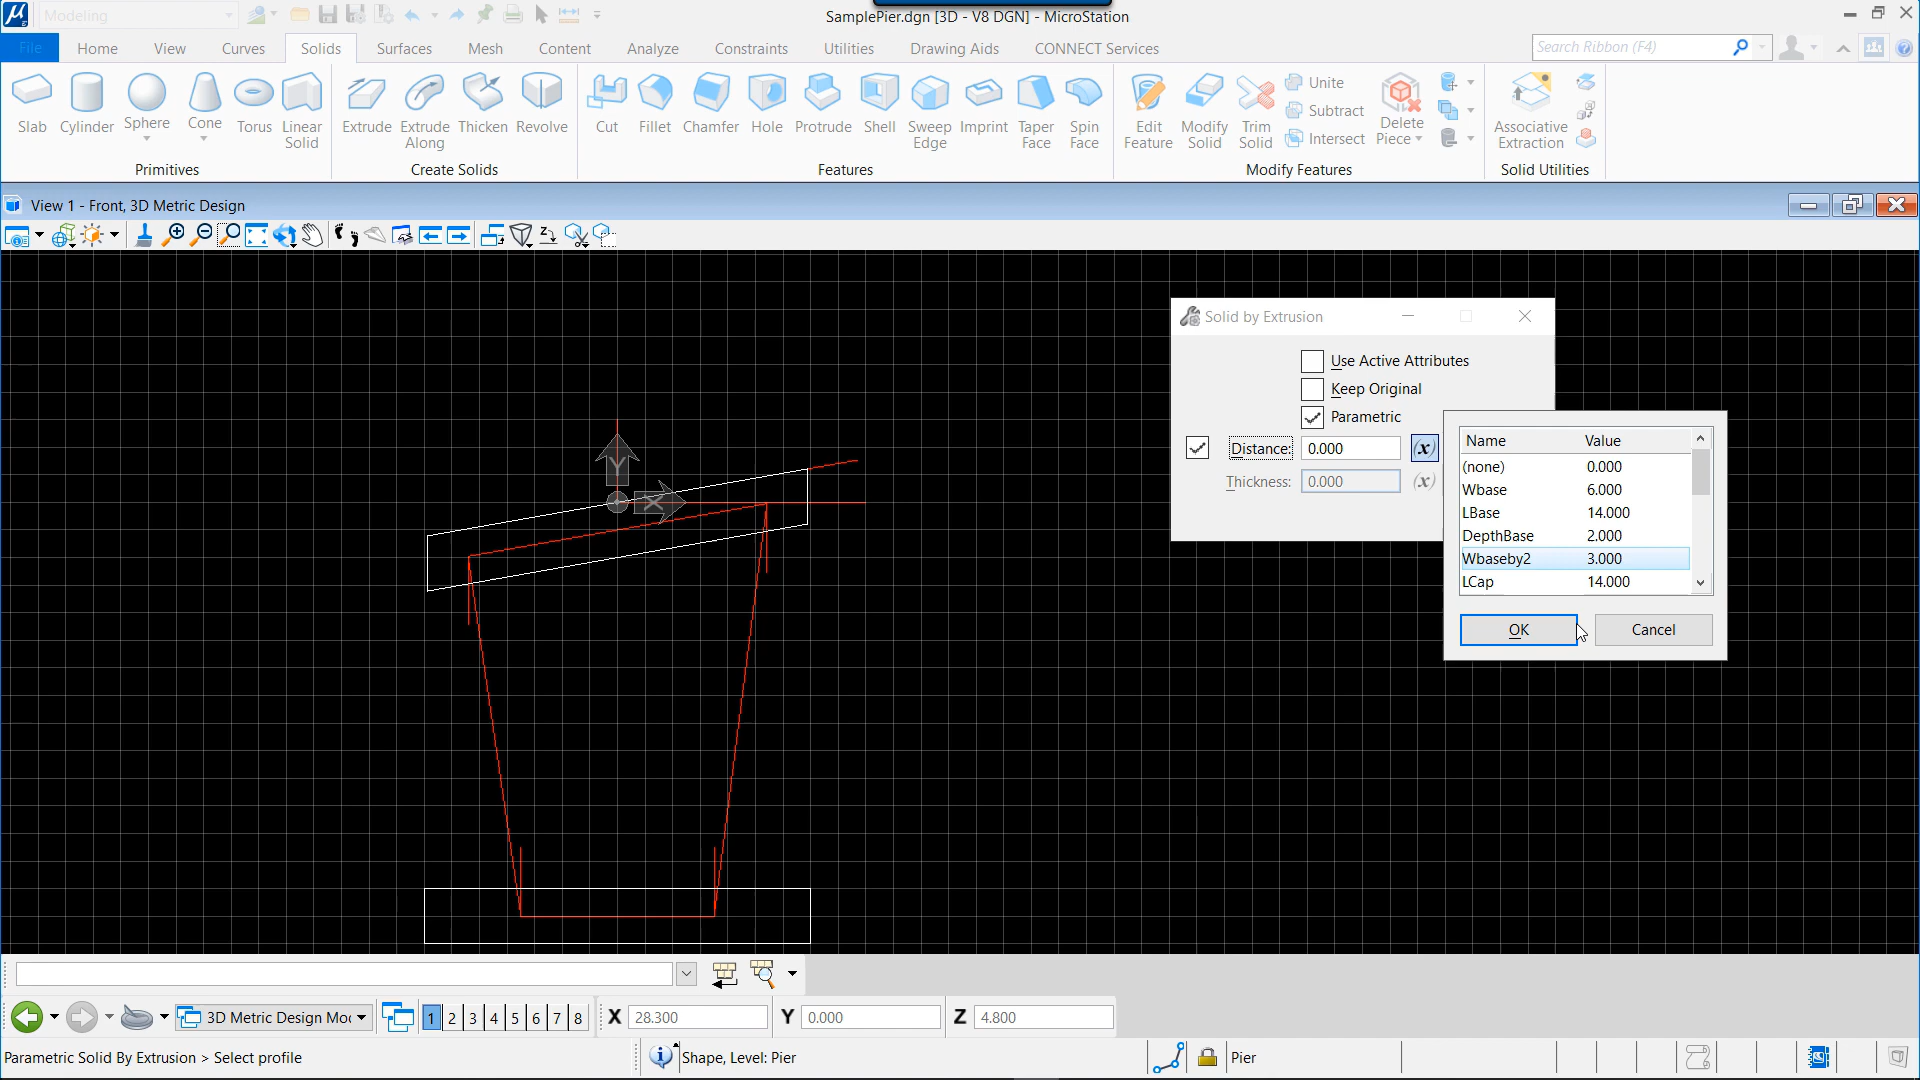 Modeling
SamplePier.dgn [3D - V8 DGN] - MicroStation
File Home View Curves Solids Surfaces Mesh Content Analyze Constraints Utilities Drawing Aids CONNECT Services
Search Ribbon (F4)
Slab Cylinder Sphere Cone Torus Linear Solid
Extrude Extrude Along Thicken Revolve
Cut Fillet Chamfer Hole Protrude Shell Sweep Edge Imprint Taper Face Spin Face
Edit Feature Modify Solid Trim Solid
Unite
Subtract
Intersect
Delete Piece
Associative Extraction
Primitives Create Solids Features Modify Features Solid Utilities
View 1 - Front, 3D Metric Design
Solid by Extrusion
Use Active Attributes
Keep Original
Parametric
Distance: 0.000 (x)
Thickness: 0.000 (x)
Name Value
(none) 0.000
Wbase 6.000
LBase 14.000
DepthBase 2.000
Wbaseby2 3.000
LCap 14.000
OK Cancel
Y
X
3D Metric Design Mod 1 2 3 4 5 6 7 8 X 28.300 Y 0.000 Z 4.800
Parametric Solid By Extrusion > Select profile
Shape, Level: Pier
Pier